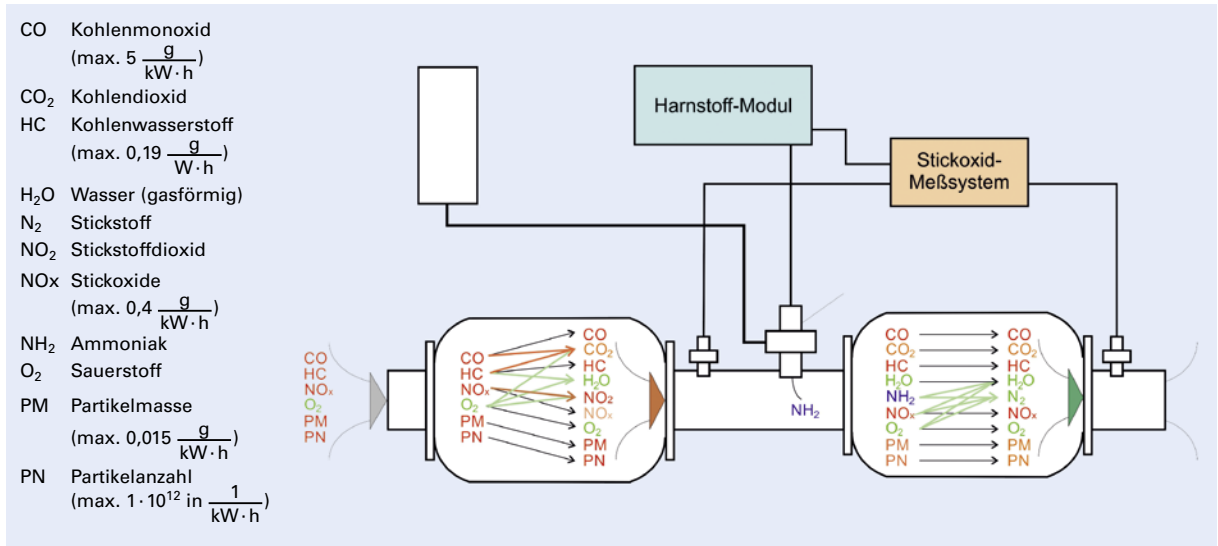 CO Kohlenmonoxid
(max. 5 g/kW·h)
CO₂ Kohlendioxid
HC Kohlenwasserstoff
(max. 0,19 g/W·h)
H₂O Wasser (gasförmig)
N₂ Stickstoff
NO₂ Stickstoffdioxid
NOx Stickoxide
(max. 0,4 g/kW·h)
NH₂ Ammoniak
O₂ Sauerstoff
PM Partikelmasse
(max. 0,015 g/kW·h)
PN Partikelanzahl
(max. 1·10¹² in 1/kW·h)
Harnstoff-Modul
Stickoxid-
Meßsystem
CO
HC
NOₓ
O₂
PM
PN
CO
HC
NOₓ
O₂
PM
PN
CO
CO₂
HC
H₂O
NO₂
NOₓ
O₂
PM
PN
NH₂
CO
CO₂
HC
H₂O
NH₂
NOₓ
O₂
PM
PN
CO
CO₂
HC
H₂O
N₂
NOₓ
O₂
PM
PN